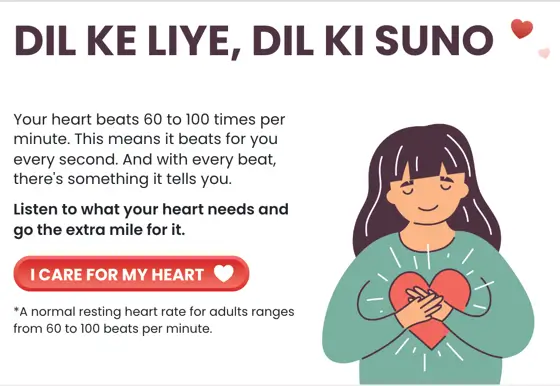 DIL KE LIYE, DIL KI SUNO
Your heart beats 60 to 100 times per
minute. This means it beats for you
every second. And with every beat,
there's something it tells you.
Listen to what your heart needs and
go the extra mile for it.
I CARE FOR MY HEART
*A normal resting heart rate for adults ranges
from 60 to 100 beats per minute.